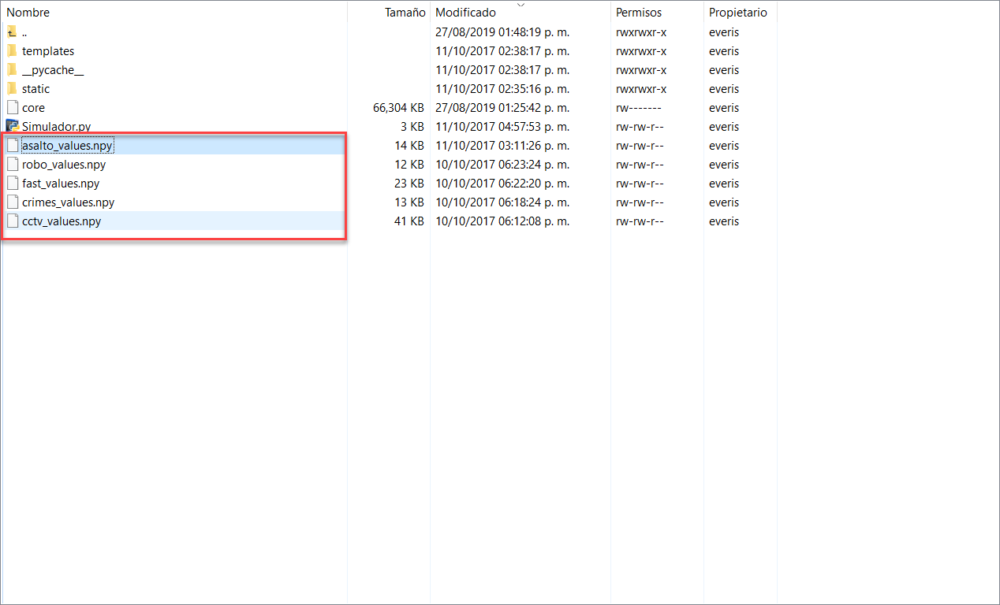 Nombre Tamaño Modificado Permisos Propietario
.. 27/08/2019 01:48:19 p. m. rwxrwxr-x everis
templates 11/10/2017 02:38:17 p. m. rwxrwxr-x everis
__pycache__ 11/10/2017 02:38:17 p. m. rwxrwxr-x everis
static 11/10/2017 02:35:16 p. m. rwxrwxr-x everis
core 66,304 KB 27/08/2019 01:25:42 p. m. rw------- everis
Simulador.py 3 KB 11/10/2017 04:57:53 p. m. rw-rw-r-- everis
asalto_values.npy 14 KB 11/10/2017 03:11:26 p. m. rw-rw-r-- everis
robo_values.npy 12 KB 10/10/2017 06:23:24 p. m. rw-rw-r-- everis
fast_values.npy 23 KB 10/10/2017 06:22:20 p. m. rw-rw-r-- everis
crimes_values.npy 13 KB 10/10/2017 06:18:24 p. m. rw-rw-r-- everis
cctv_values.npy 41 KB 10/10/2017 06:12:08 p. m. rw-rw-r-- everis